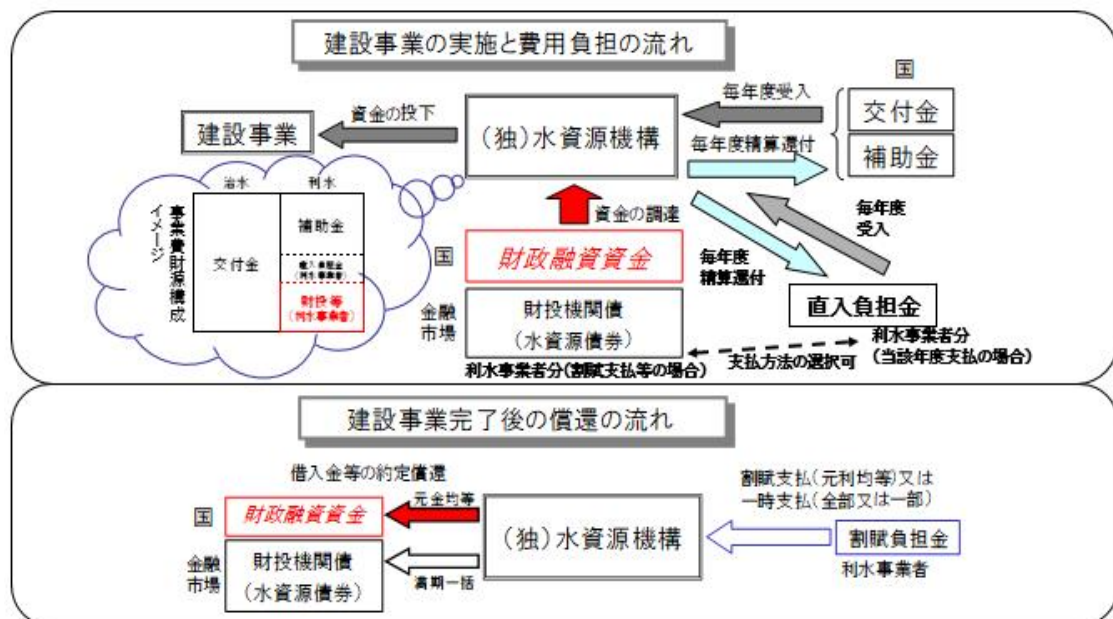 建設事業の実施と費用負担の流れ
国
毎年度受入
交付金
補助金
資金の投下
建設事業
(独)水資源機構
毎年度精算還付
治水
利水
事業費財源構成
イメージ
交付金
補助金
直入負担金
(利水事業者)
財投等
(利水事業者)
資金の調達
国
財政融資資金
金融
市場
財投機関債
(水資源債券)
利水事業者分(割賦支払等の場合)
毎年度
受入
毎年度
精算還付
直入負担金
利水事業者分
(当該年度支払の場合)
支払方法の選択可
建設事業完了後の償還の流れ
借入金等の約定償還
国
財政融資資金
元金均等
金融
市場
財投機関債
(水資源債券)
満期一括
(独)水資源機構
割賦支払(元利均等)又は
一時支払(全部又は一部)
割賦負担金
利水事業者